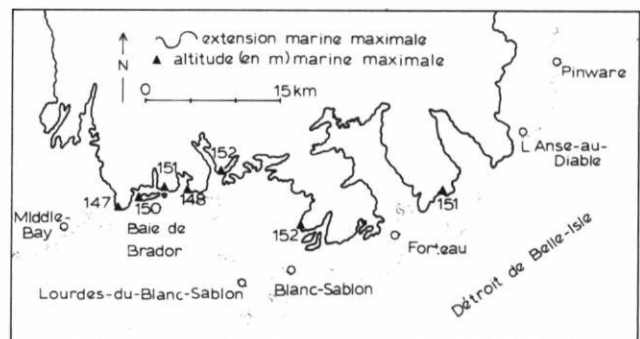 extension marine maximale
N
altitude (en m) marine maximale
0
15 km
Pinware
L'Anse-au-
Diable
152
151
147
150
148
151
Middle-
Bay
Baie de
Brador
152
Forteau
Lourdes-du-Blanc-Sablon
Blanc-Sablon
Détroit de Belle-Isle